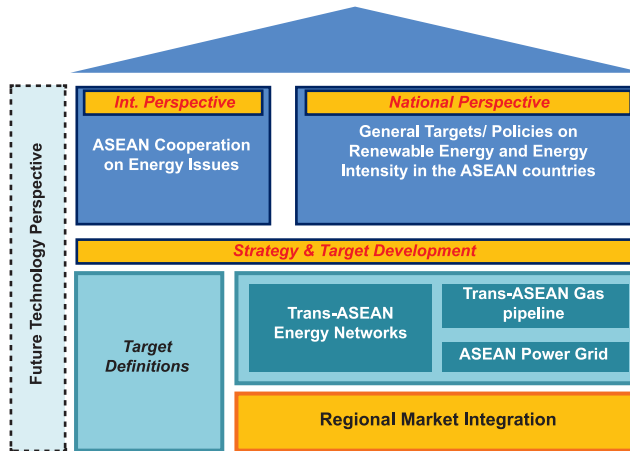 Future Technology Perspective
Int. Perspective
ASEAN Cooperation
on Energy Issues
National Perspective
General Targets/ Policies on
Renewable Energy and Energy
Intensity in the ASEAN countries
Strategy & Target Development
Target
Definitions
Trans-ASEAN
Energy Networks
Trans-ASEAN Gas
pipeline
ASEAN Power Grid
Regional Market Integration